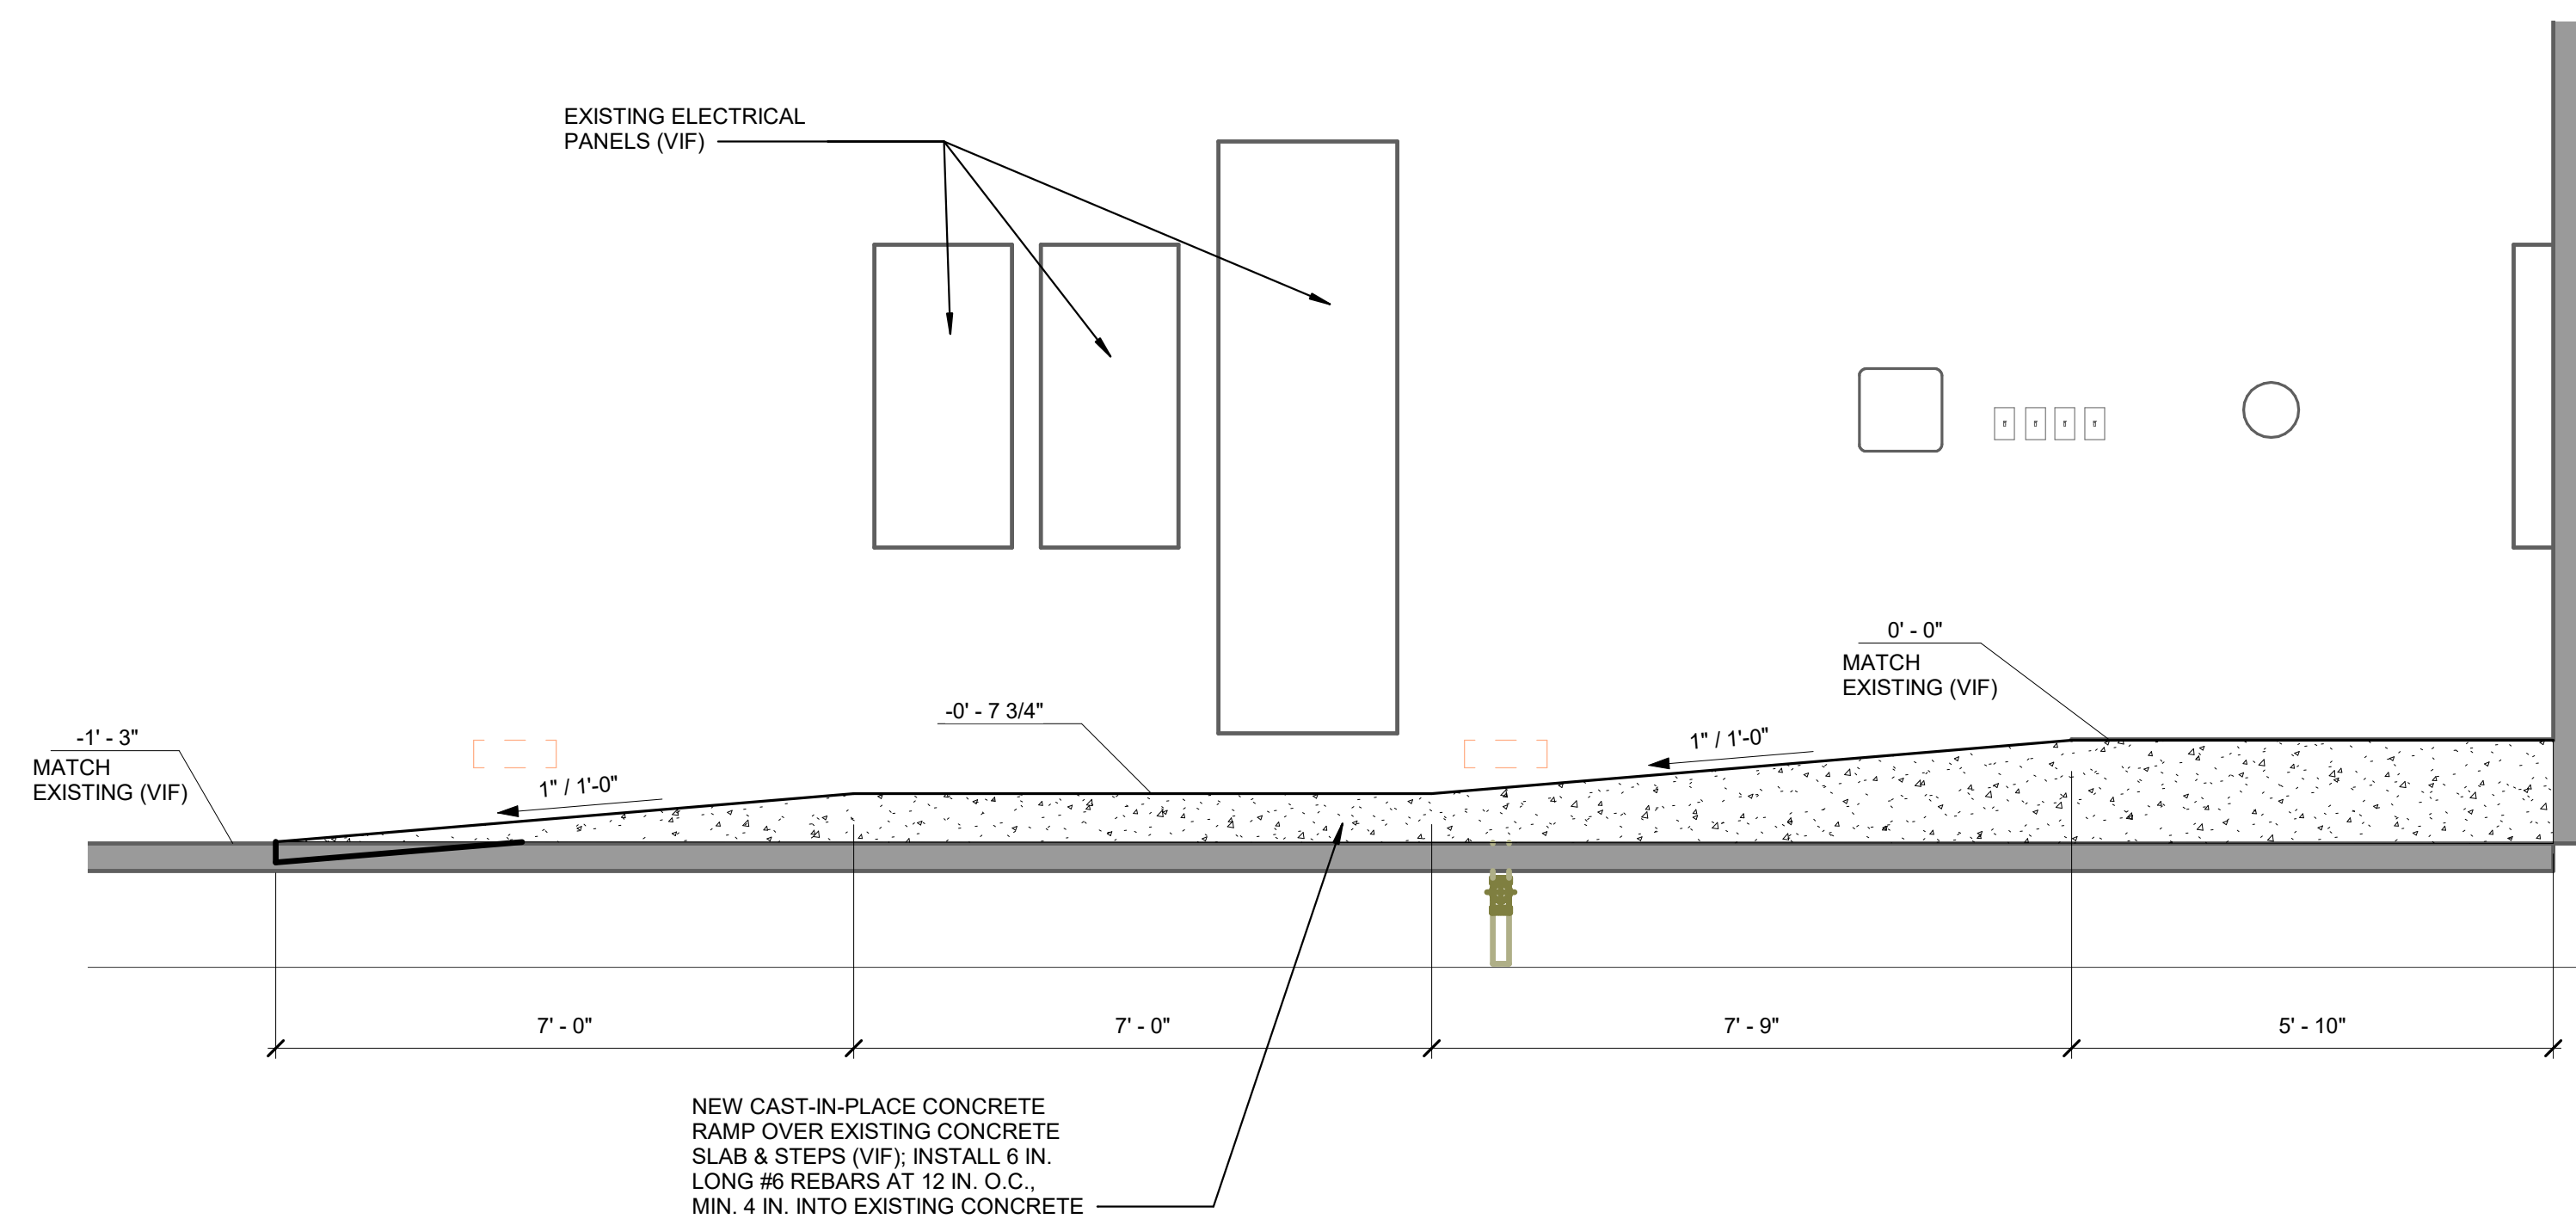 EXISTING ELECTRICAL
PANELS (VIF)
0' - 0"
MATCH
EXISTING (VIF)
-0' - 7 3/4"
1" / 1'-0"
-1' - 3"
MATCH
EXISTING (VIF)
1" / 1'-0"
7' - 0"
7' - 0"
7' - 9"
5' - 10"
NEW CAST-IN-PLACE CONCRETE
RAMP OVER EXISTING CONCRETE
SLAB & STEPS (VIF); INSTALL 6 IN.
LONG #6 REBARS AT 12 IN. O.C.,
MIN. 4 IN. INTO EXISTING CONCRETE